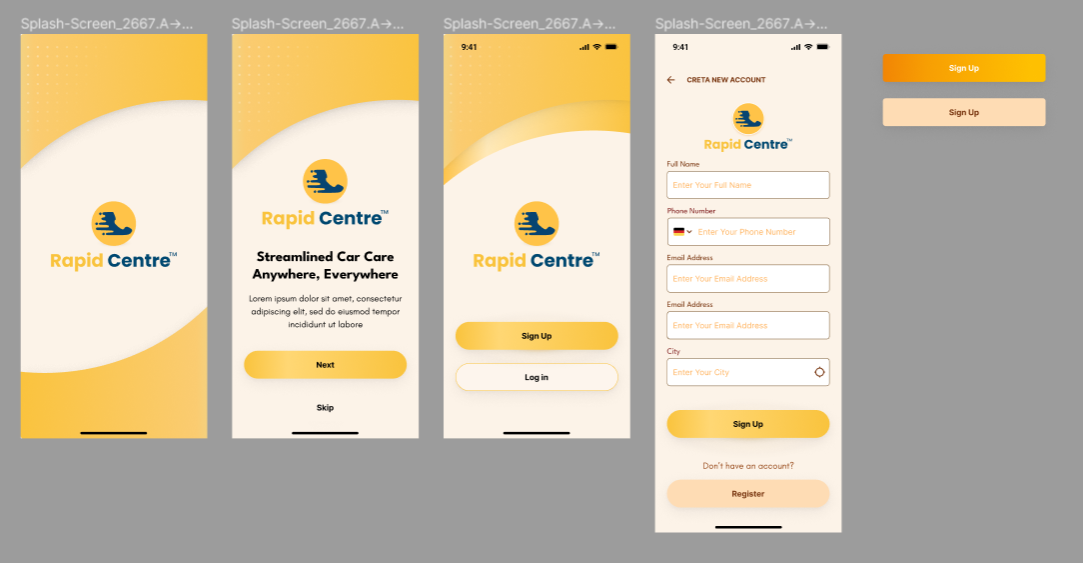 Splash-Screen_2667.A→...
Rapid Centre™
Splash-Screen_2667.A→...
Rapid Centre™
Streamlined Car Care
Anywhere, Everywhere
Lorem ipsum dolor sit amet, consectetur
adipiscing elit, sed do eiusmod tempor
incididunt ut labore
Next
Skip
Splash-Screen_2667.A→...
9:41
Rapid Centre™
Sign Up
Log in
Splash-Screen_2667.A→...
9:41
CRETA NEW ACCOUNT
Rapid Centre™
Full Name
Enter Your Full Name
Phone Number
Enter Your Phone Number
Email Address
Enter Your Email Address
Email Address
Enter Your Email Address
City
Enter Your City
Sign Up
Don't have an account?
Register
Sign Up
Sign Up